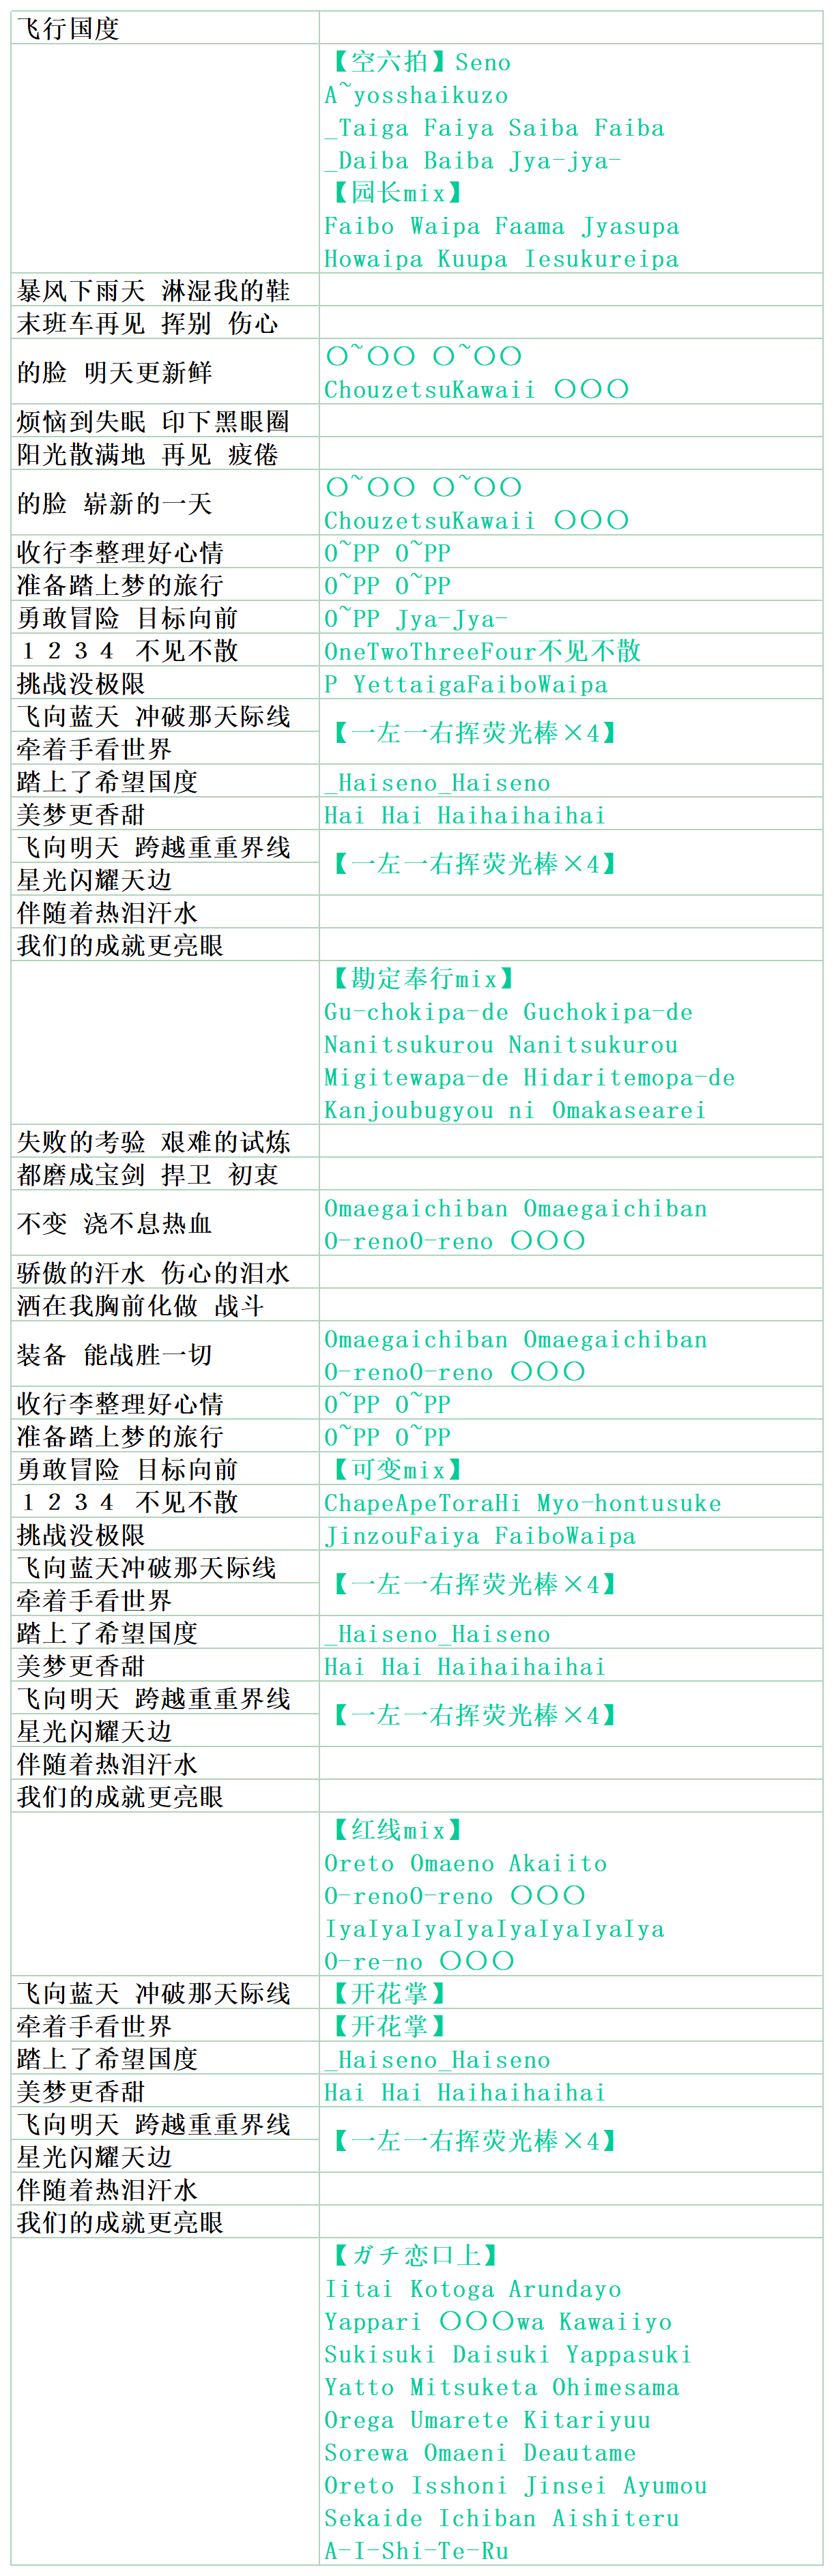 飞行国度
【空六拍】Seno
A~yosshaikuzo
_Taiga Faiya Saiba Faiba
_Daiba Baiba Jya-jya-
【园长mix】
Faibo Waipa Faama Jyasupa
Howaipa Kuupa Iesukureipa
暴风下雨天 淋湿我的鞋
末班车再见 挥别 伤心
的脸 明天更新鲜
〇~〇〇 〇~〇〇
ChouzetsuKawaii 〇〇〇
烦恼到失眠 印下黑眼圈
阳光散满地 再见 疲倦
的脸 崭新的一天
〇~〇〇 〇~〇〇
ChouzetsuKawaii 〇〇〇
收行李整理好心情 O~PP O~PP
准备踏上梦的旅行 O~PP O~PP
勇敢冒险 目标向前 O~PP Jya-Jya-
１２３４ 不见不散 OneTwoThreeFour不见不散
挑战没极限 P YettaigaFaiboWaipa
飞向蓝天 冲破那天际线
牵着手看世界
【一左一右挥荧光棒×4】
踏上了希望国度 _Haiseno_Haiseno
美梦更香甜 Hai Hai Haihaihaihai
飞向明天 跨越重重界线
星光闪耀天边
【一左一右挥荧光棒×4】
伴随着热泪汗水
我们的成就更亮眼
【勘定奉行mix】
Gu-chokipa-de Guchokipa-de
Nanitsukurou Nanitsukurou
Migitewapa-de Hidaritemopa-de
Kanjoubugyou ni Omakasearei
失败的考验 艰难的试炼
都磨成宝剑 捍卫 初衷
不变 浇不息热血
Omaegaichiban Omaegaichiban
O-renoO-reno 〇〇〇
骄傲的汗水 伤心的泪水
洒在我胸前化做 战斗
装备 能战胜一切
Omaegaichiban Omaegaichiban
O-renoO-reno 〇〇〇
收行李整理好心情 O~PP O~PP
准备踏上梦的旅行 O~PP O~PP
勇敢冒险 目标向前 【可变mix】
１２３４ 不见不散 ChapeApeToraHi Myo-hontusuke
挑战没极限 JinzouFaiya FaiboWaipa
飞向蓝天冲破那天际线
牵着手看世界
【一左一右挥荧光棒×4】
踏上了希望国度 _Haiseno_Haiseno
美梦更香甜 Hai Hai Haihaihaihai
飞向明天 跨越重重界线
星光闪耀天边
【一左一右挥荧光棒×4】
伴随着热泪汗水
我们的成就更亮眼
【红线mix】
Oreto Omaeno Akaiito
O-renoO-reno 〇〇〇
IyaIyaIyaIyaIyaIyaIyaIya
O-re-no 〇〇〇
飞向蓝天 冲破那天际线 【开花掌】
牵着手看世界 【开花掌】
踏上了希望国度 _Haiseno_Haiseno
美梦更香甜 Hai Hai Haihaihaihai
飞向明天 跨越重重界线
星光闪耀天边
【一左一右挥荧光棒×4】
伴随着热泪汗水
我们的成就更亮眼
【ガチ恋口上】
Iitai Kotoga Arundayo
Yappari 〇〇〇wa Kawaiiyo
Sukisuki Daisuki Yappasuki
Yatto Mitsuketa Ohimesama
Orega Umarete Kitariyuu
Sorewa Omaeni Deautame
Oreto Isshoni Jinsei Ayumou
Sekaide Ichiban Aishiteru
A-I-Shi-Te-Ru